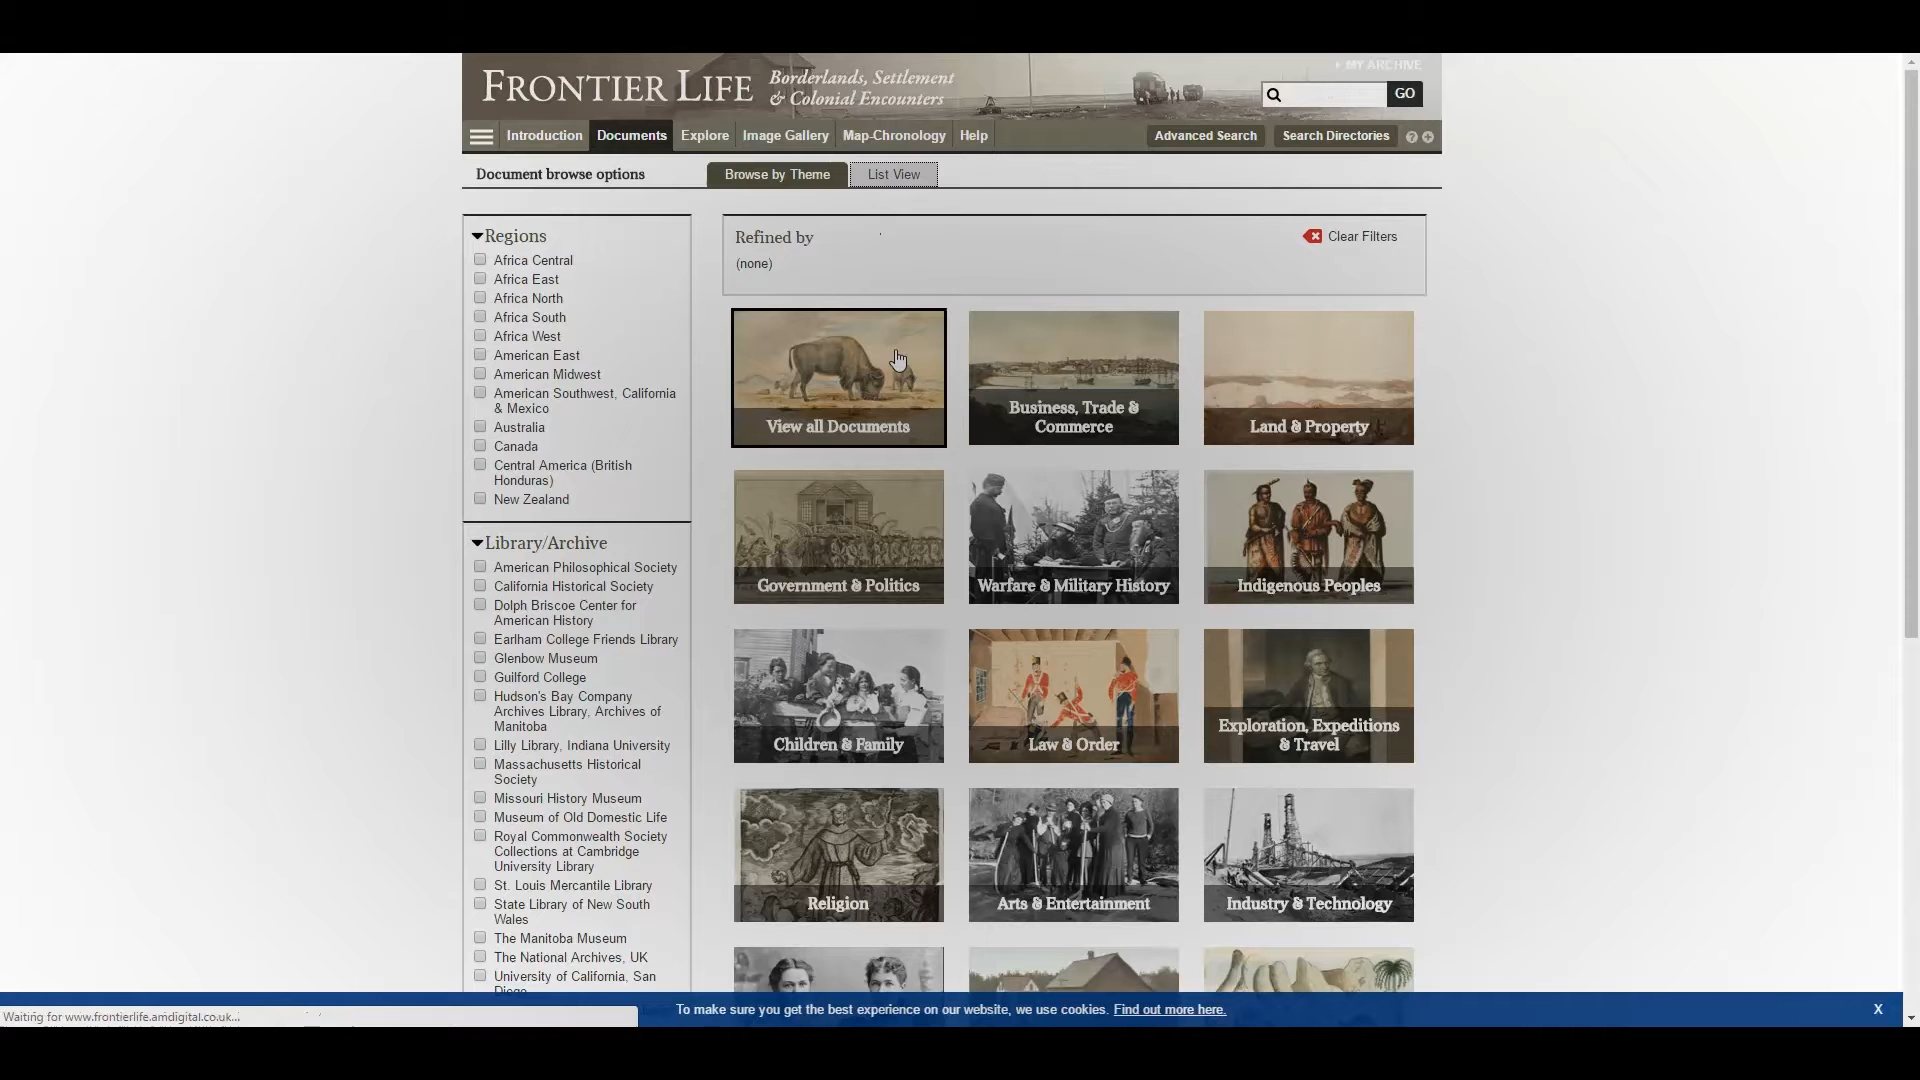 FRONTIER LIFE
Borderlands, Settlement
& Colonial Encounters
MY ARCHIVE
GO
Introduction
Documents
Explore
Image Gallery
Map-Chronology
Help
Advanced Search
Search Directories
Document browse options
Browse by Theme
List View
Regions
Africa Central
Africa East
Africa North
Africa South
Africa West
American East
American Midwest
American Southwest, California
& Mexico
Australia
Canada
Central America (British
Honduras)
New Zealand
Library/Archive
American Philosophical Society
California Historical Society
Dolph Briscoe Center for
American History
Earlham College Friends Library
Glenbow Museum
Guilford College
Hudson's Bay Company
Archives Library, Archives of
Manitoba
Lilly Library, Indiana University
Massachusetts Historical
Society
Missouri History Museum
Museum of Old Domestic Life
Royal Commonwealth Society
Collections at Cambridge
University Library
St. Louis Mercantile Library
State Library of New South
Wales
The Manitoba Museum
The National Archives, UK
University of California, San
Diego
Refined by
Clear Filters
(none)
View all Documents
Business, Trade &
Commerce
Land & Property
Government & Politics
Warfare & Military History
Indigenous Peoples
Children & Family
Law & Order
Exploration, Expeditions
& Travel
Religion
Arts & Entertainment
Industry & Technology
Waiting for www.frontierlife.amdigital.co.uk...
To make sure you get the best experience on our website, we use cookies. Find out more here.
X